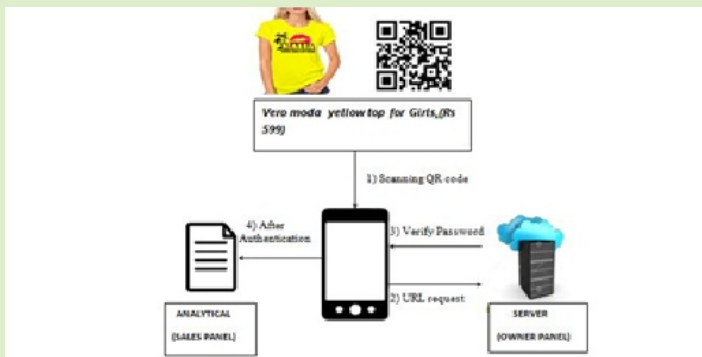 Vero moda yellow top for Girls,(Rs
599)
1) Scanning QR code
4) After
Authentication
3) Verify Password
2) URL request
ANALYTICAL
(SALES PANEL)
SERVER
(OWNER PANEL)